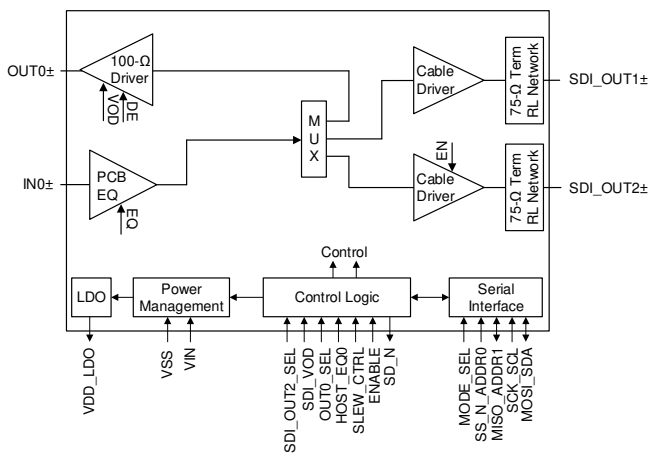 100-Ω
Driver
OUT0±
VOD
DE
Cable
Driver
75-Ω Term
RL Network
SDI_OUT1±
M
U
X
IN0±
PCB
EQ
EQ
EN
Cable
Driver
75-Ω Term
RL Network
SDI_OUT2±
Control
LDO
Power
Management
Control Logic
Serial
Interface
VDD_LDO
VSS
VIN
SDI_OUT2_SEL
SDI_VOD
OUT0_SEL
HOST_EQ0
SLEW_CTRL
ENABLE
SD_N
MODE_SEL
SS_N_ADDR0
MISO_ADDR1
SCK_SCL
MOSI_SDA